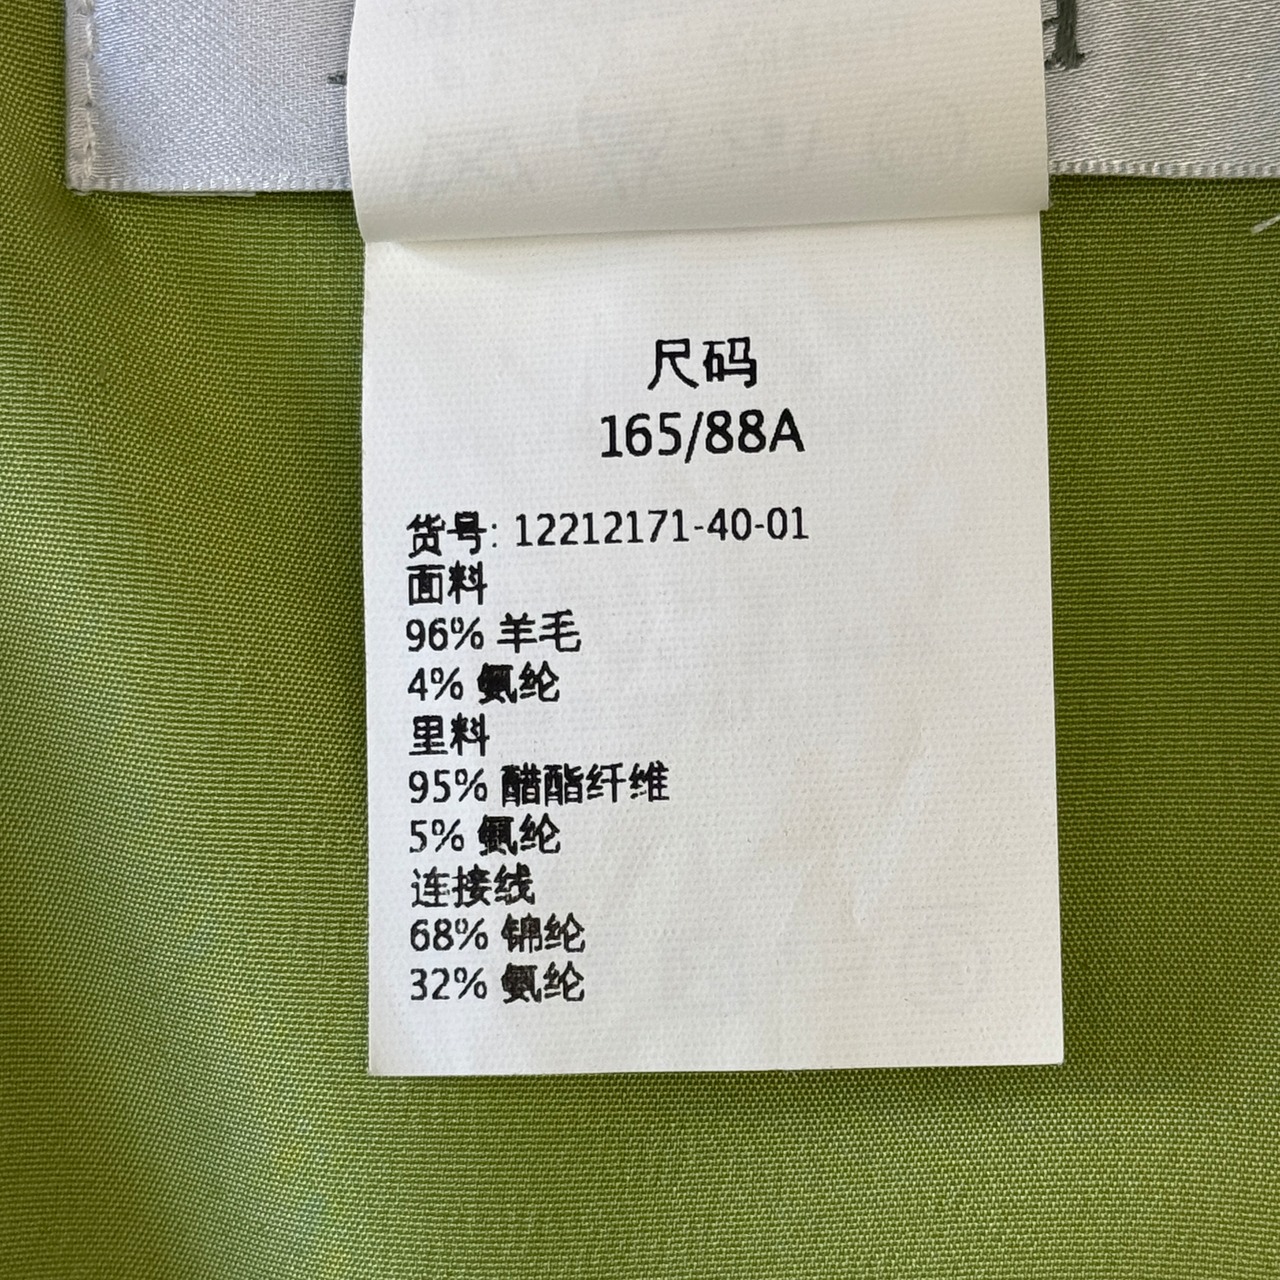 尺码
165/88A
货号: 12212171-40-01
面料
96% 羊毛
4% 氨纶
里料
95% 醋酯纤维
5% 氨纶
连接线
68% 锦纶
32% 氨纶